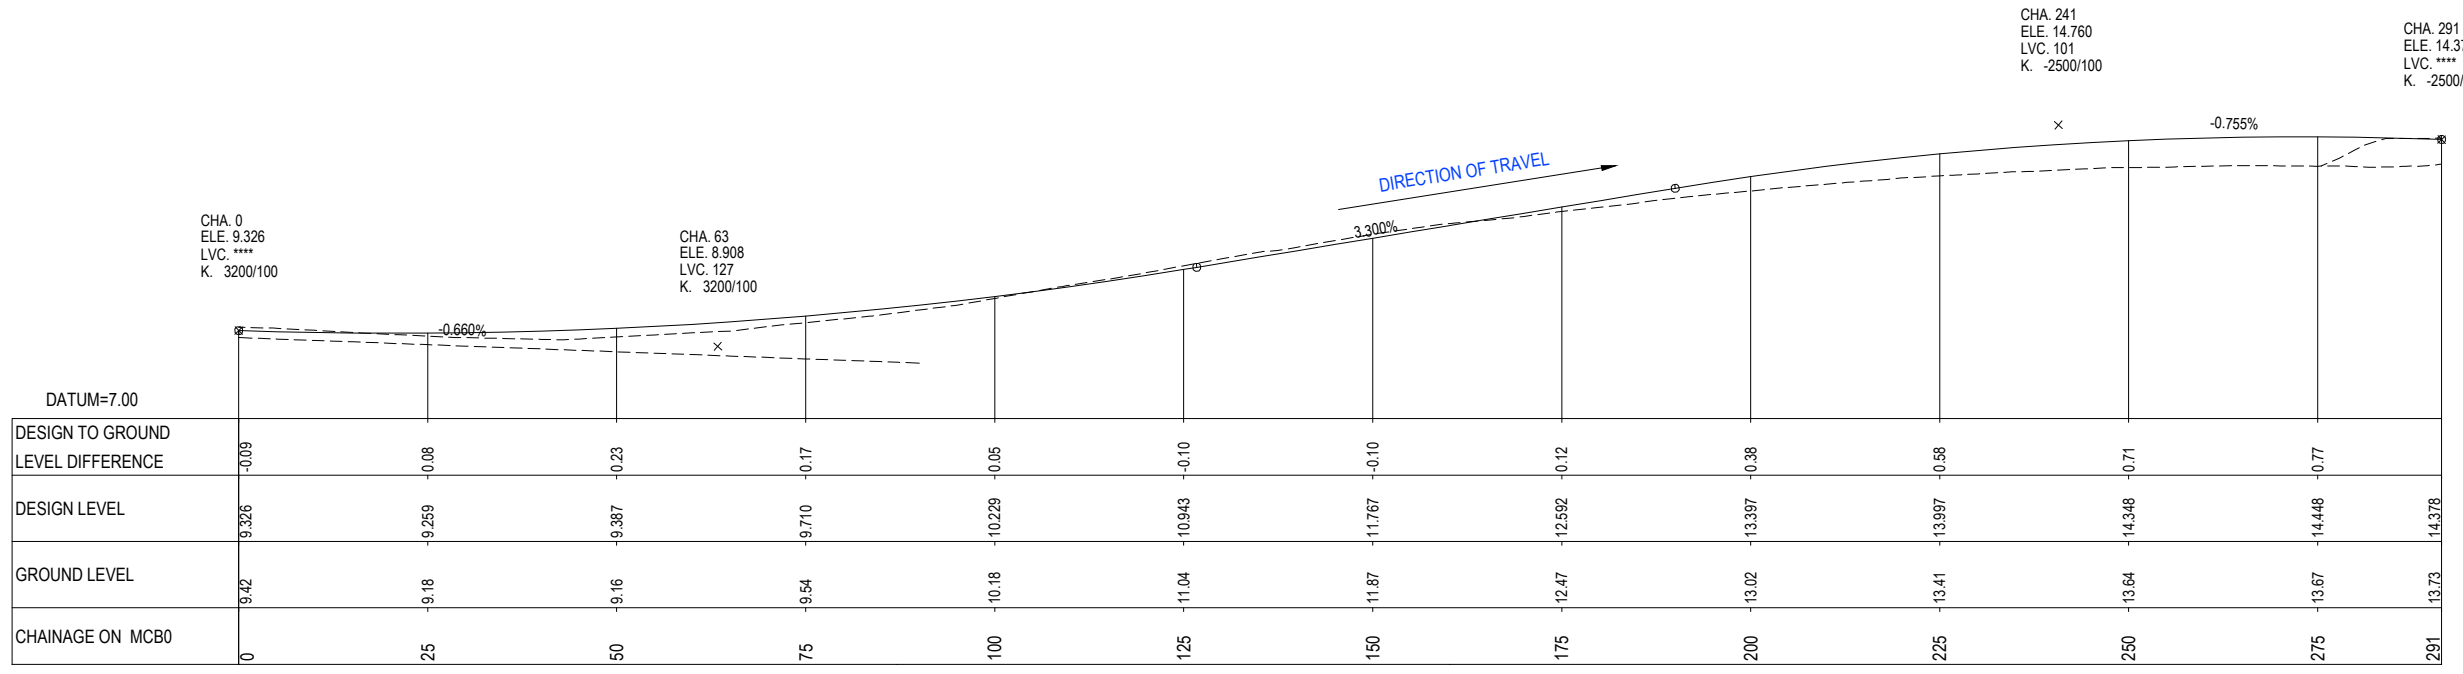 CHA. 241
ELE. 14.760
LVC. 101
K. -2500/100
CHA. 291
ELE. 14.37
LVC. ****
K. -2500/
-0.755%
DIRECTION OF TRAVEL
3.300%
CHA. 0
ELE. 9.326
LVC. ****
K. 3200/100
CHA. 63
ELE. 8.908
LVC. 127
K. 3200/100
-0.660%
DATUM=7.00
DESIGN TO GROUND
LEVEL DIFFERENCE
-0.09 0.08 0.23 0.17 0.05 -0.10 -0.10 0.12 0.38 0.58 0.71 0.77
DESIGN LEVEL
9.326 9.259 9.387 9.710 10.229 10.943 11.767 12.592 13.397 13.997 14.348 14.448 14.378
GROUND LEVEL
9.42 9.18 9.16 9.54 10.18 11.04 11.87 12.47 13.02 13.41 13.64 13.67 13.73
CHAINAGE ON MCB0
0 25 50 75 100 125 150 175 200 225 250 275 291